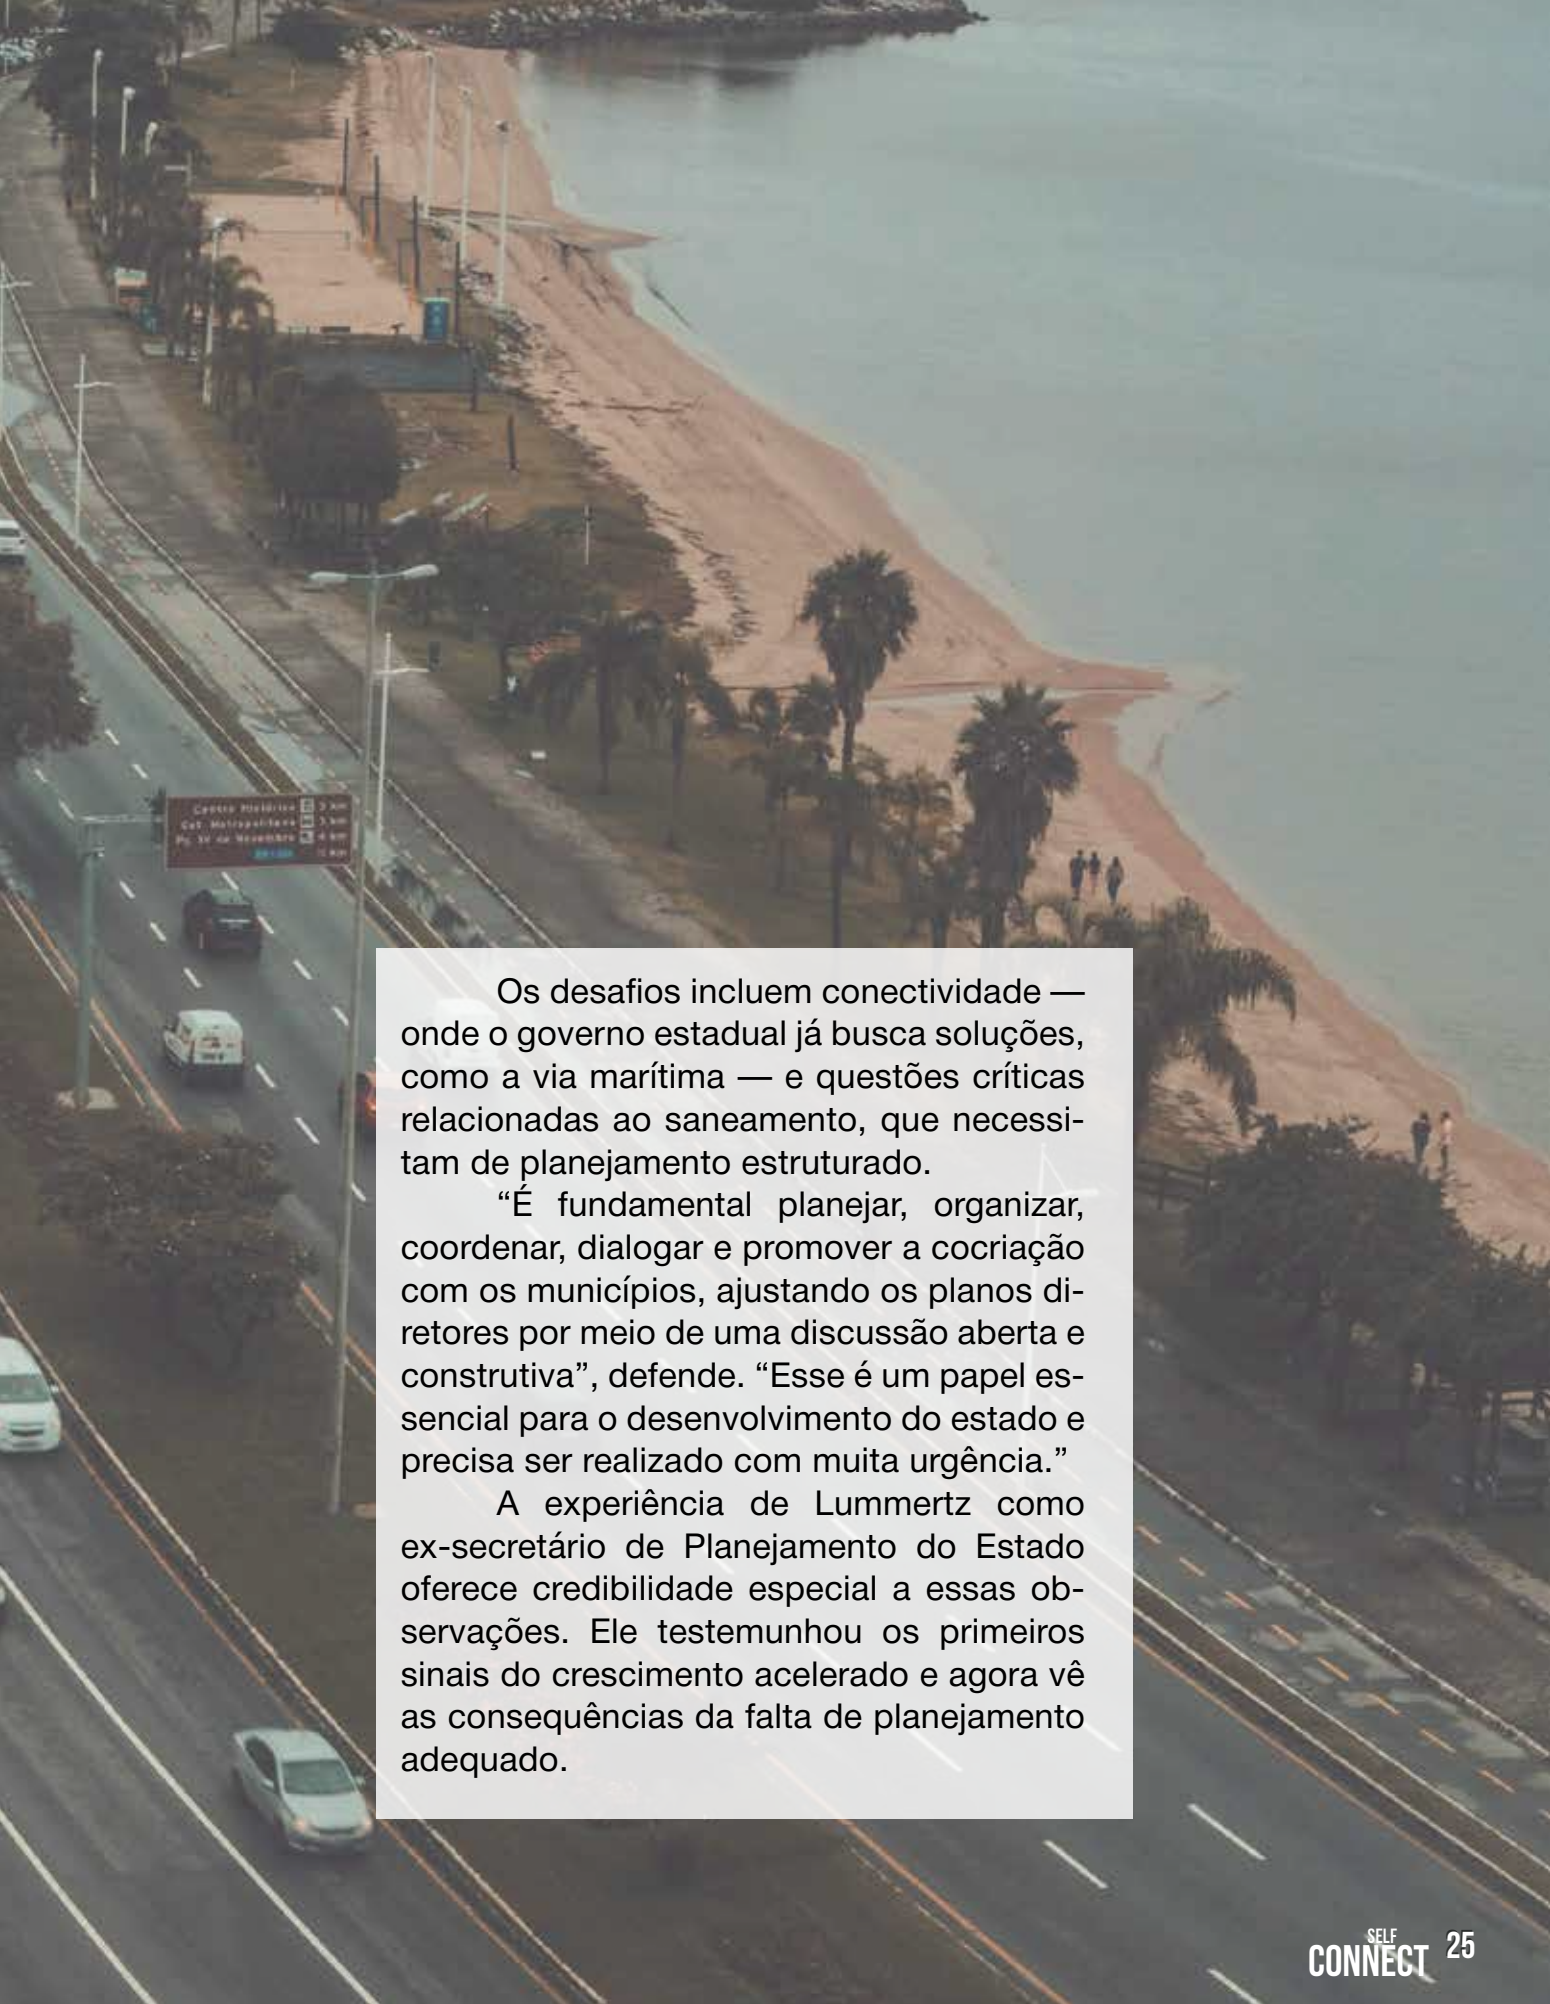 Centro Histórico 3 km
Os desafios incluem conectividade —
onde o governo estadual já busca soluções,
como a via marítima — e questões críticas
relacionadas ao saneamento, que necessi-
tam de planejamento estruturado.
“É fundamental planejar, organizar,
coordenar, dialogar e promover a cocriação
com os municípios, ajustando os planos di-
retores por meio de uma discussão aberta e
construtiva”, defende. “Esse é um papel es-
sencial para o desenvolvimento do estado e
precisa ser realizado com muita urgência.”
A experiência de Lummertz como
ex-secretário de Planejamento do Estado
oferece credibilidade especial a essas ob-
servações. Ele testemunhou os primeiros
sinais do crescimento acelerado e agora vê
as consequências da falta de planejamento
adequado.
SELF
CONNECT 25